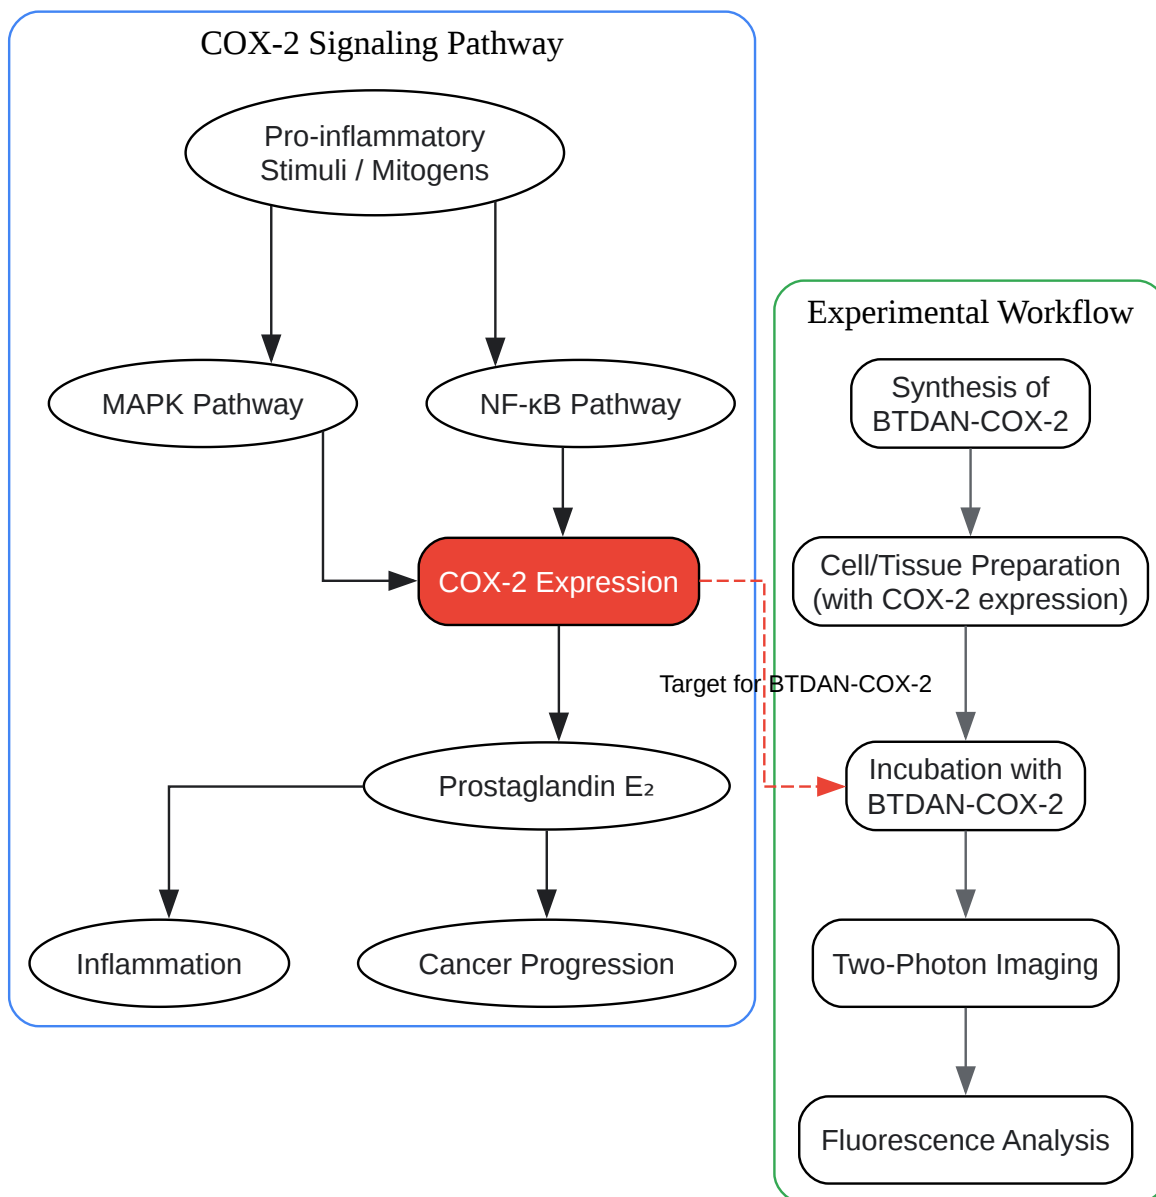 COX-2 Signaling Pathway
Pro-inflammatory
Stimuli / Mitogens
MAPK Pathway
NF-κB Pathway
COX-2 Expression
Target for BTDAN-COX-2
Prostaglandin E₂
Inflammation
Cancer Progression
Experimental Workflow
Synthesis of
BTDAN-COX-2
Cell/Tissue Preparation
(with COX-2 expression)
Incubation with
BTDAN-COX-2
Two-Photon Imaging
Fluorescence Analysis